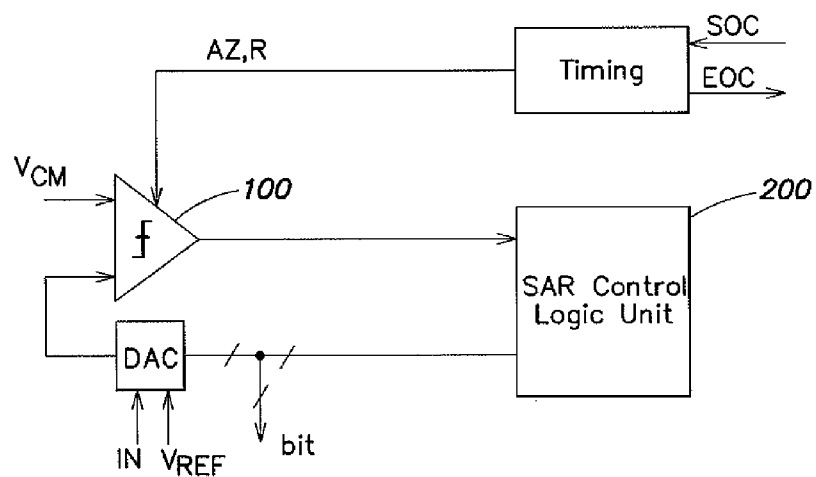 SOC
AZ,R
Timing
EOC
VCM
100
200
SAR Control
Logic Unit
DAC
bit
IN
VREF